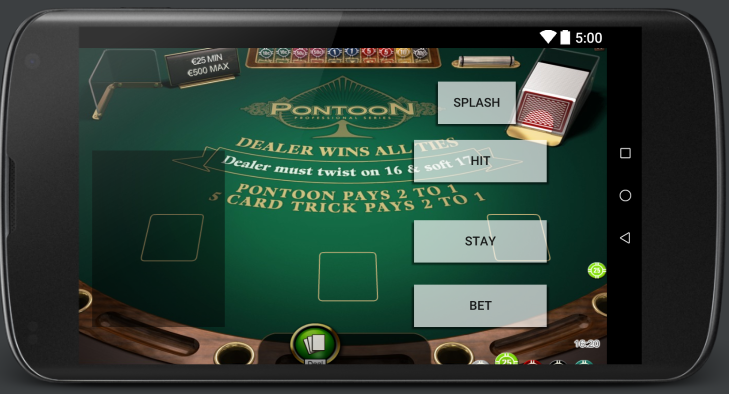 5:00
€25 MIN
€500 MAX
SPLASH
PONTOON
PROFESSIONAL SERIES
DEALER WINS ALL TIES
Dealer must twist on 16 & soft 17
HIT
PONTOON PAYS 2 TO 1
5 CARD TRICK PAYS 2 TO 1
STAY
25
BET
16:20
Deal
25